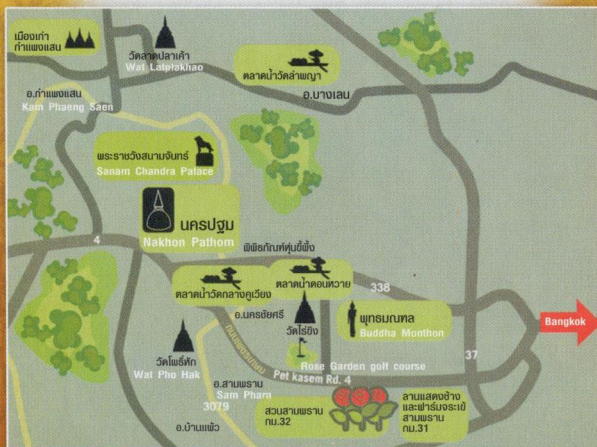 เมืองเก่า
กำแพงแสน
วัดลาดปลาเค้า
Wat Latplakhao
ตลาดน้ำวัดลำพญา
อ.บางเลน
อ.กำแพงแสน
Kam Phaeng Saen
พระราชวังสนามจันทร์
Sanam Chandra Palace
นครปฐม
Nakhon Pathom
4
พิพิธภัณฑ์หุ่นขี้ผึ้ง
ตลาดน้ำวัดกลางคูเวียง
ตลาดน้ำดอนหวาย
338
อ.นครชัยศรี
วัดไร่ขิง
พุทธมณฑล
Buddha Monthon
Bangkok
37
วัดโพธิ์หัก
Wat Pho Hak
ถนนเพชรเกษม
Rose Garden golf course
Pet kasem Rd. 4
อ.สามพราน
Sam Pharn
3079
สวนสามพราน
กม.32
ลานแสดงช้าง
และฟาร์มจระเข้
สามพราน
กม.31
อ.บ้านแพ้ว